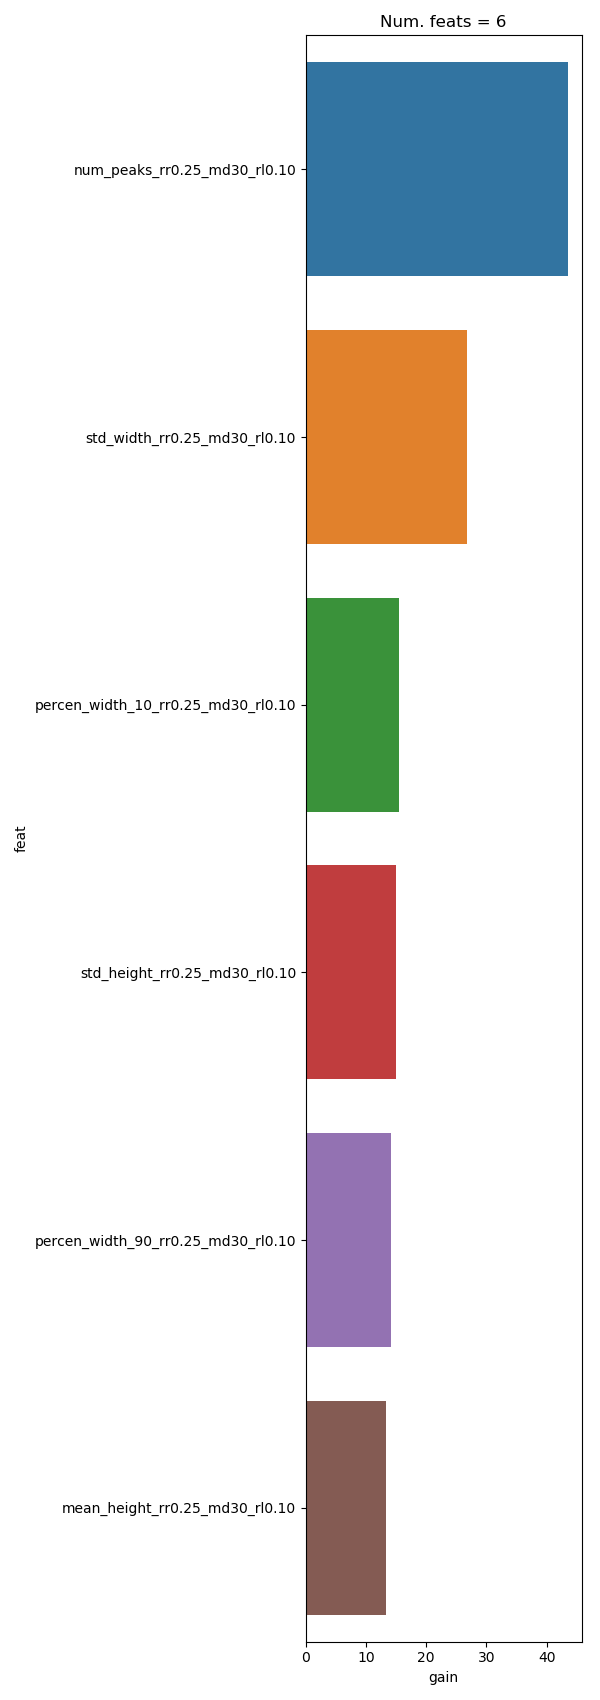 Num. feats = 6
num_peaks_rr0.25_md30_rl0.10
std_width_rr0.25_md30_rl0.10
percen_width_10_rr0.25_md30_rl0.10
feat
std_height_rr0.25_md30_rl0.10
percen_width_90_rr0.25_md30_rl0.10
mean_height_rr0.25_md30_rl0.10
0 10 20 30 40
gain